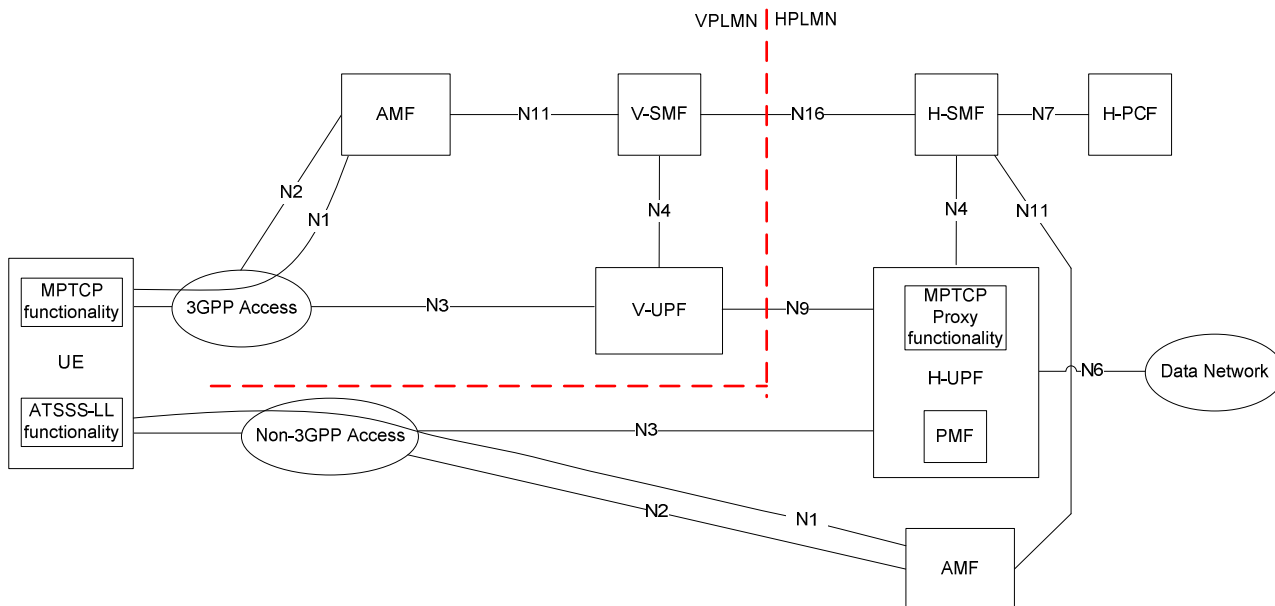 VPLMN HPLMN
AMF
N11
V-SMF
N16
H-SMF
N7
H-PCF
N2
N1
N4
N4
N11
MPTCP
functionality
3GPP Access
N3
V-UPF
N9
MPTCP
Proxy
functionality
UE
H-UPF
N6
Data Network
ATSSS-LL
functionality
Non-3GPP Access
N3
PMF
N2
N1
AMF